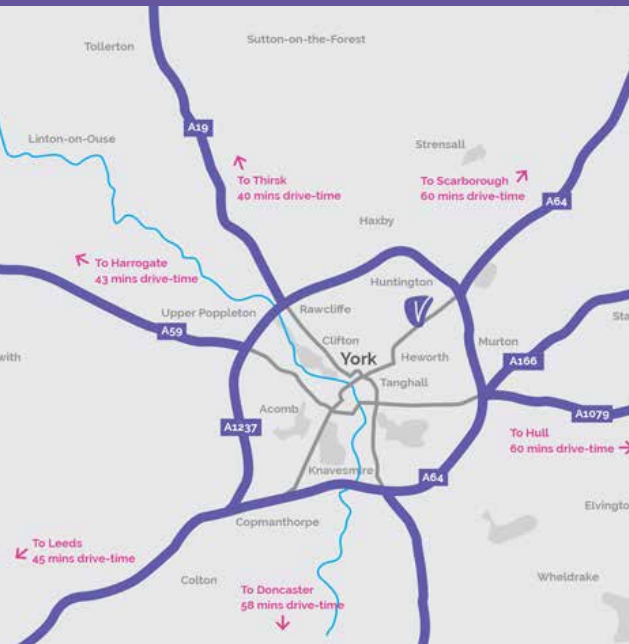 Tollerton
Sutton-on-the-Forest
A19
Linton-on-Ouse
Strensall
To Thirsk
40 mins drive-time
To Scarborough
60 mins drive-time
A64
Haxby
To Harrogate
43 mins drive-time
Huntington
Upper Poppleton
Rawcliffe
A59
Clifton
Murton
Sta
York
Heworth
with
A166
Tanghall
Acomb
A1079
A1237
To Hull
60 mins drive-time
Knavesmire
A64
Elvingto
Copmanthorpe
To Leeds
45 mins drive-time
Colton
Wheldrake
To Doncaster
58 mins drive-time